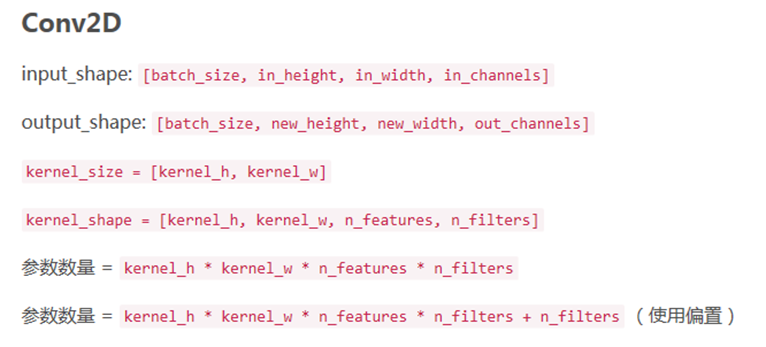 Conv2D
input_shape: [batch_size, in_height, in_width, in_channels]
output_shape: [batch_size, new_height, new_width, out_channels]
kernel_size = [kernel_h, kernel_w]
kernel_shape = [kernel_h, kernel_w, n_features, n_filters]
参数数量 = kernel_h * kernel_w * n_features * n_filters
参数数量 = kernel_h * kernel_w * n_features * n_filters + n_filters （使用偏置）